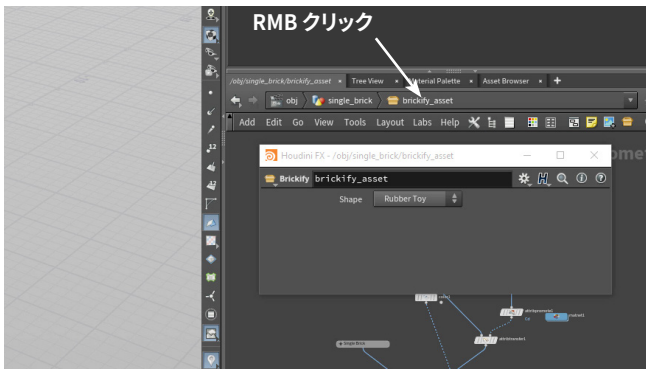 RMB クリック
/obj/single_brick/brickify_asset Tree View Material Palette Asset Browser
obj single_brick brickify_asset
Add Edit Go View Tools Layout Labs Help
Houdini FX - /obj/single_brick/brickify_asset
Brickify brickify_asset
Shape Rubber Toy